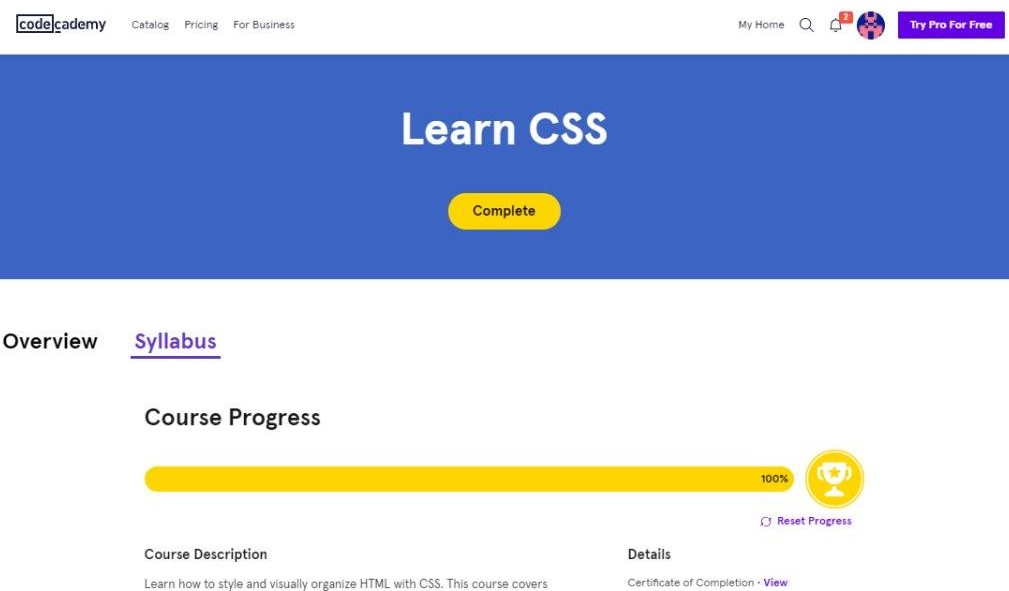 codecademy Catalog Pricing For Business My Home 2 Try Pro For Free
Learn CSS
Complete
Overview Syllabus
Course Progress
100%
Reset Progress
Course Description Details
Learn how to style and visually organize HTML with CSS. This course covers Certificate of Completion · View